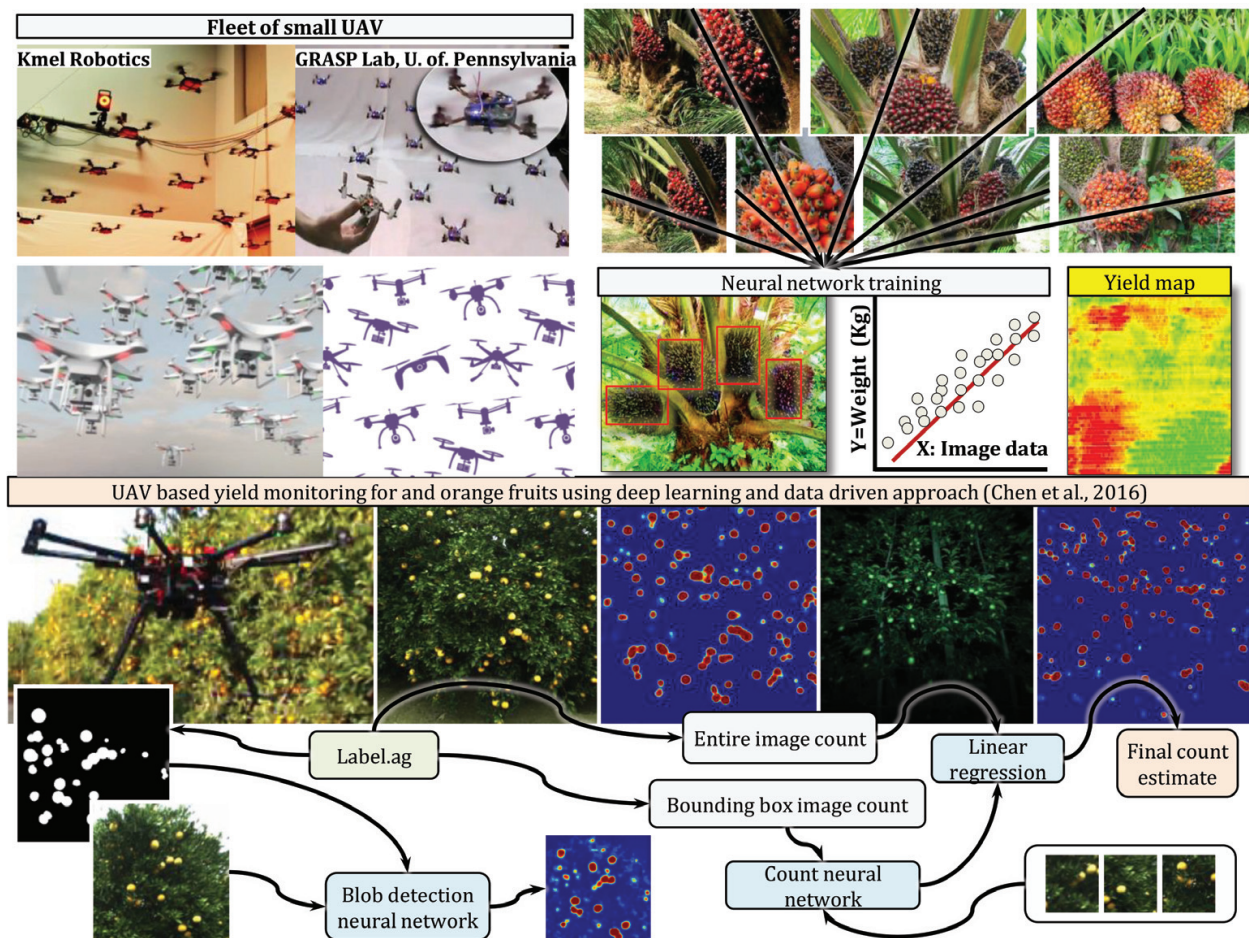 Fleet of small UAV
Kmel Robotics
GRASP Lab, U. of. Pennsylvania
Neural network training
Yield map
Y=Weight (Kg)
X: Image data
UAV based yield monitoring for and orange fruits using deep learning and data driven approach (Chen et al., 2016)
Label.ag
Entire image count
Linear
regression
Final count
estimate
Bounding box image count
Blob detection
neural network
Count neural
network